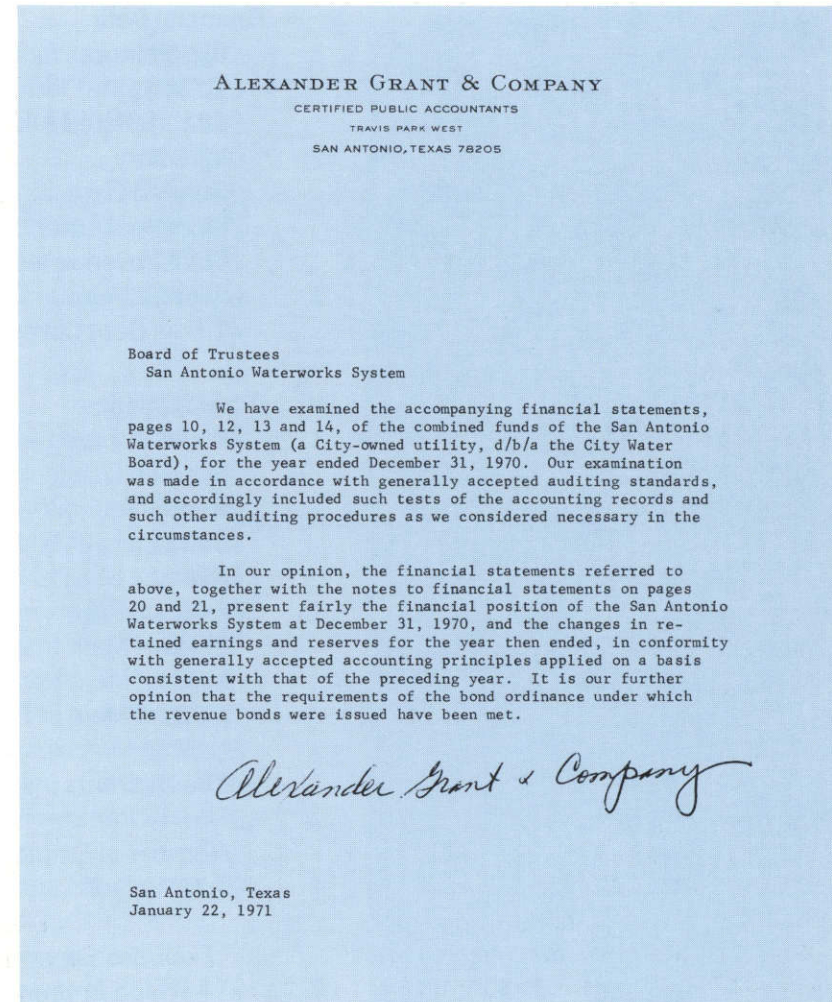 ALEXANDER GRANT & COMPANY
CERTIFIED PUBLIC ACCOUNTANTS
TRAVIS PARK WEST
SAN ANTONIO, TEXAS 78205
Board of Trustees
San Antonio Waterworks System
We have examined the accompanying financial statements,
pages 10, 12, 13 and 14, of the combined funds of the San Antonio
Waterworks System (a City-owned utility, d/b/a the City Water
Board), for the year ended December 31, 1970. Our examination
was made in accordance with generally accepted auditing standards,
and accordingly included such tests of the accounting records and
such other auditing procedures as we considered necessary in the
circumstances.
In our opinion, the financial statements referred to
above, together with the notes to financial statements on pages
20 and 21, present fairly the financial position of the San Antonio
Waterworks System at December 31, 1970, and the changes in re-
tained earnings and reserves for the year then ended, in conformity
with generally accepted accounting principles applied on a basis
consistent with that of the preceding year. It is our further
opinion that the requirements of the bond ordinance under which
the revenue bonds were issued have been met.
Alexander Grant & Company
San Antonio, Texas
January 22, 1971